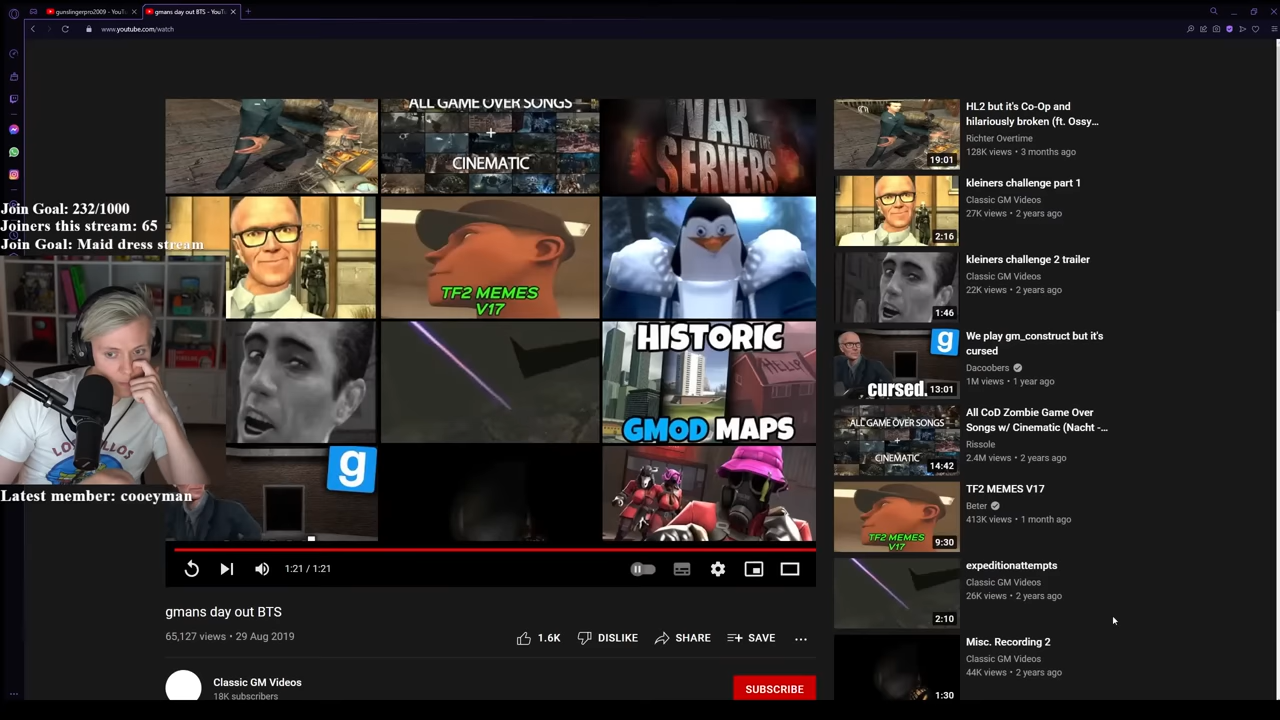 gunslingerpro2009 - YouT
gmans day out BTS - YouTu
www.youtube.com/watch
Join Goal: 232/1000
Joiners this stream: 65
Join Goal: Maid dress stream
Latest member: cooeyman
ALL GAME OVER SONGS
+
CINEMATIC
WAR
OF THE
SERVERS
TF2 MEMES
V17
HISTORIC
HELLO
GMOD MAPS
g
1:21 / 1:21
gmans day out BTS
65,127 views • 29 Aug 2019
1.6K
DISLIKE
SHARE
SAVE
Classic GM Videos
18K subscribers
SUBSCRIBE
19:01
HL2 but it's Co-Op and
hilariously broken (ft. Ossy...
Richter Overtime
128K views • 3 months ago
2:16
kleiners challenge part 1
Classic GM Videos
27K views • 2 years ago
1:46
kleiners challenge 2 trailer
Classic GM Videos
22K views • 2 years ago
g
cursed.
13:01
We play gm_construct but it's
cursed
Dacoobers
1M views • 1 year ago
ALL GAME OVER SONGS
+
CINEMATIC
14:42
All CoD Zombie Game Over
Songs w/ Cinematic (Nacht -...
Rissole
2.4M views • 2 years ago
TF2 MEMES
V17
9:30
TF2 MEMES V17
Beter
413K views • 1 month ago
2:10
expeditionattempts
Classic GM Videos
26K views • 2 years ago
1:30
Misc. Recording 2
Classic GM Videos
44K views • 2 years ago